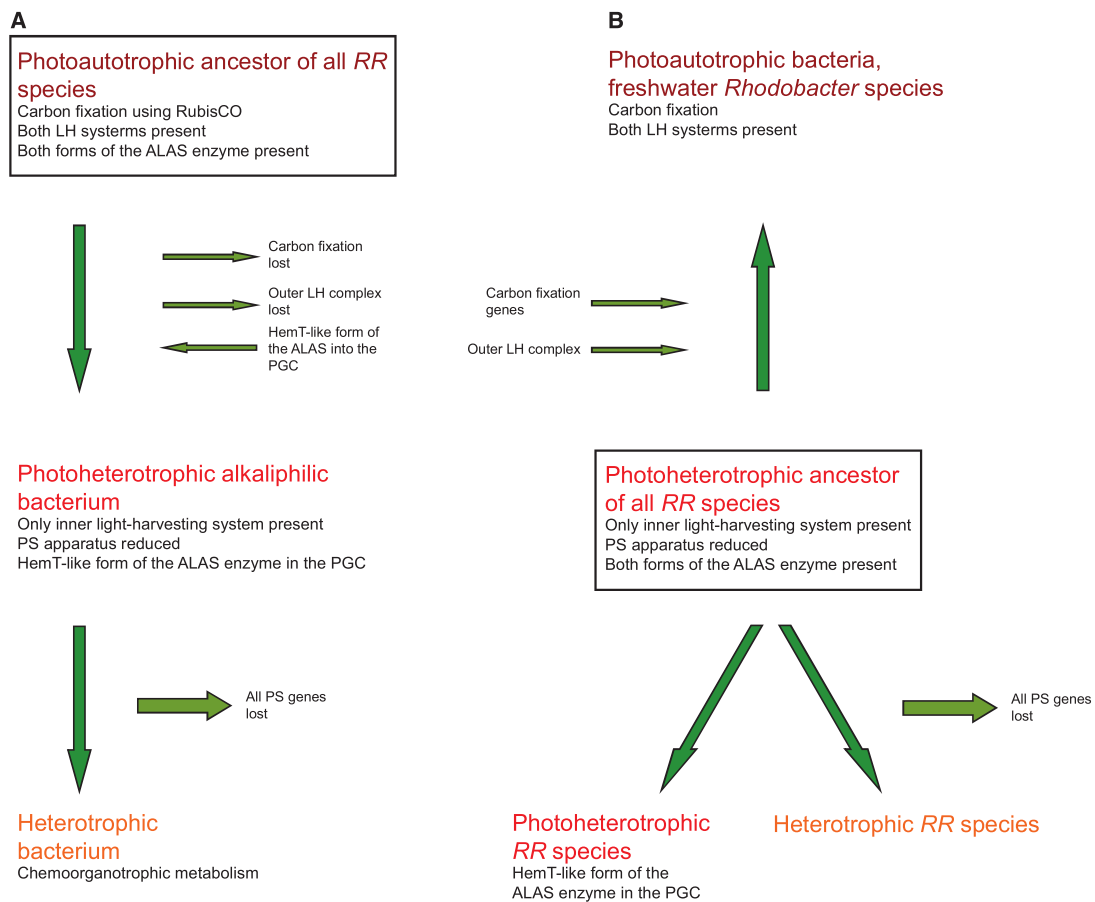 A
Photoautotrophic ancestor of all RR
species
Carbon fixation using RubisCO
Both LH systerms present
Both forms of the ALAS enzyme present
Carbon fixation
lost
Outer LH complex
lost
HemT-like form of
the ALAS into the
PGC
Photoheterotrophic alkaliphilic
bacterium
Only inner light-harvesting system present
PS apparatus reduced
HemT-like form of the ALAS enzyme in the PGC
All PS genes
lost
Heterotrophic
bacterium
Chemoorganotrophic metabolism
B
Photoautotrophic bacteria,
freshwater Rhodobacter species
Carbon fixation
Both LH systerms present
Carbon fixation
genes
Outer LH complex
Photoheterotrophic ancestor
of all RR species
Only inner light-harvesting system present
PS apparatus reduced
Both forms of the ALAS enzyme present
All PS genes
lost
Photoheterotrophic
RR species
HemT-like form of the
ALAS enzyme in the PGC
Heterotrophic RR species